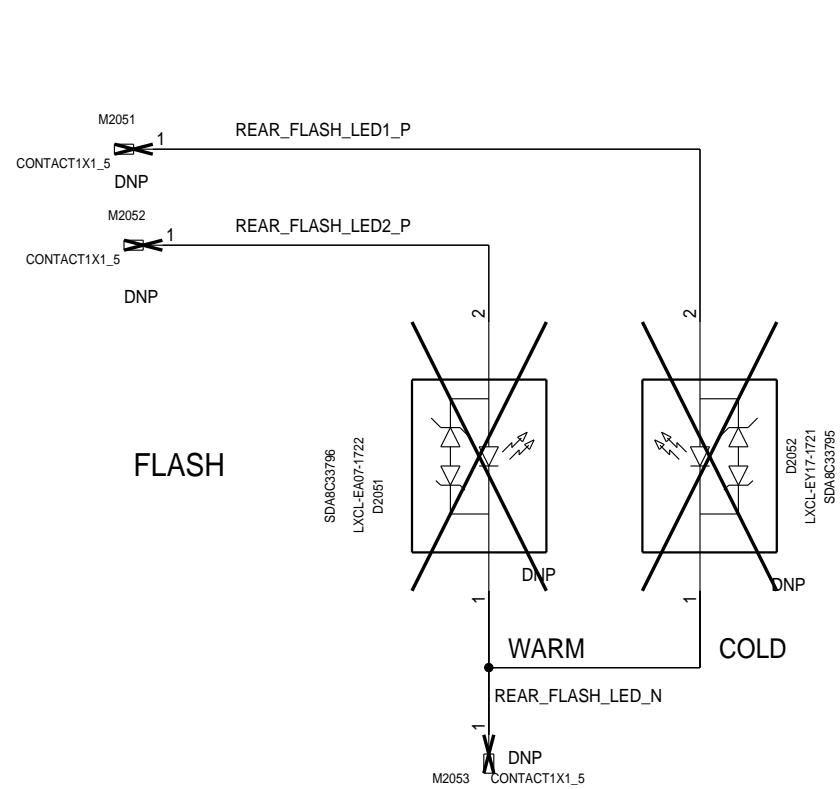 M2051
1
REAR_FLASH_LED1_P
CONTACT1X1_5
DNP
M2052
1
REAR_FLASH_LED2_P
CONTACT1X1_5
DNP
2
2
FLASH
SDA8C33796
LXCL-EA07-1722
D2051
D2052
LXCL-EY17-1721
SDA8C33795
DNP
DNP
1
1
WARM
COLD
REAR_FLASH_LED_N
1
DNP
M2053
CONTACT1X1_5